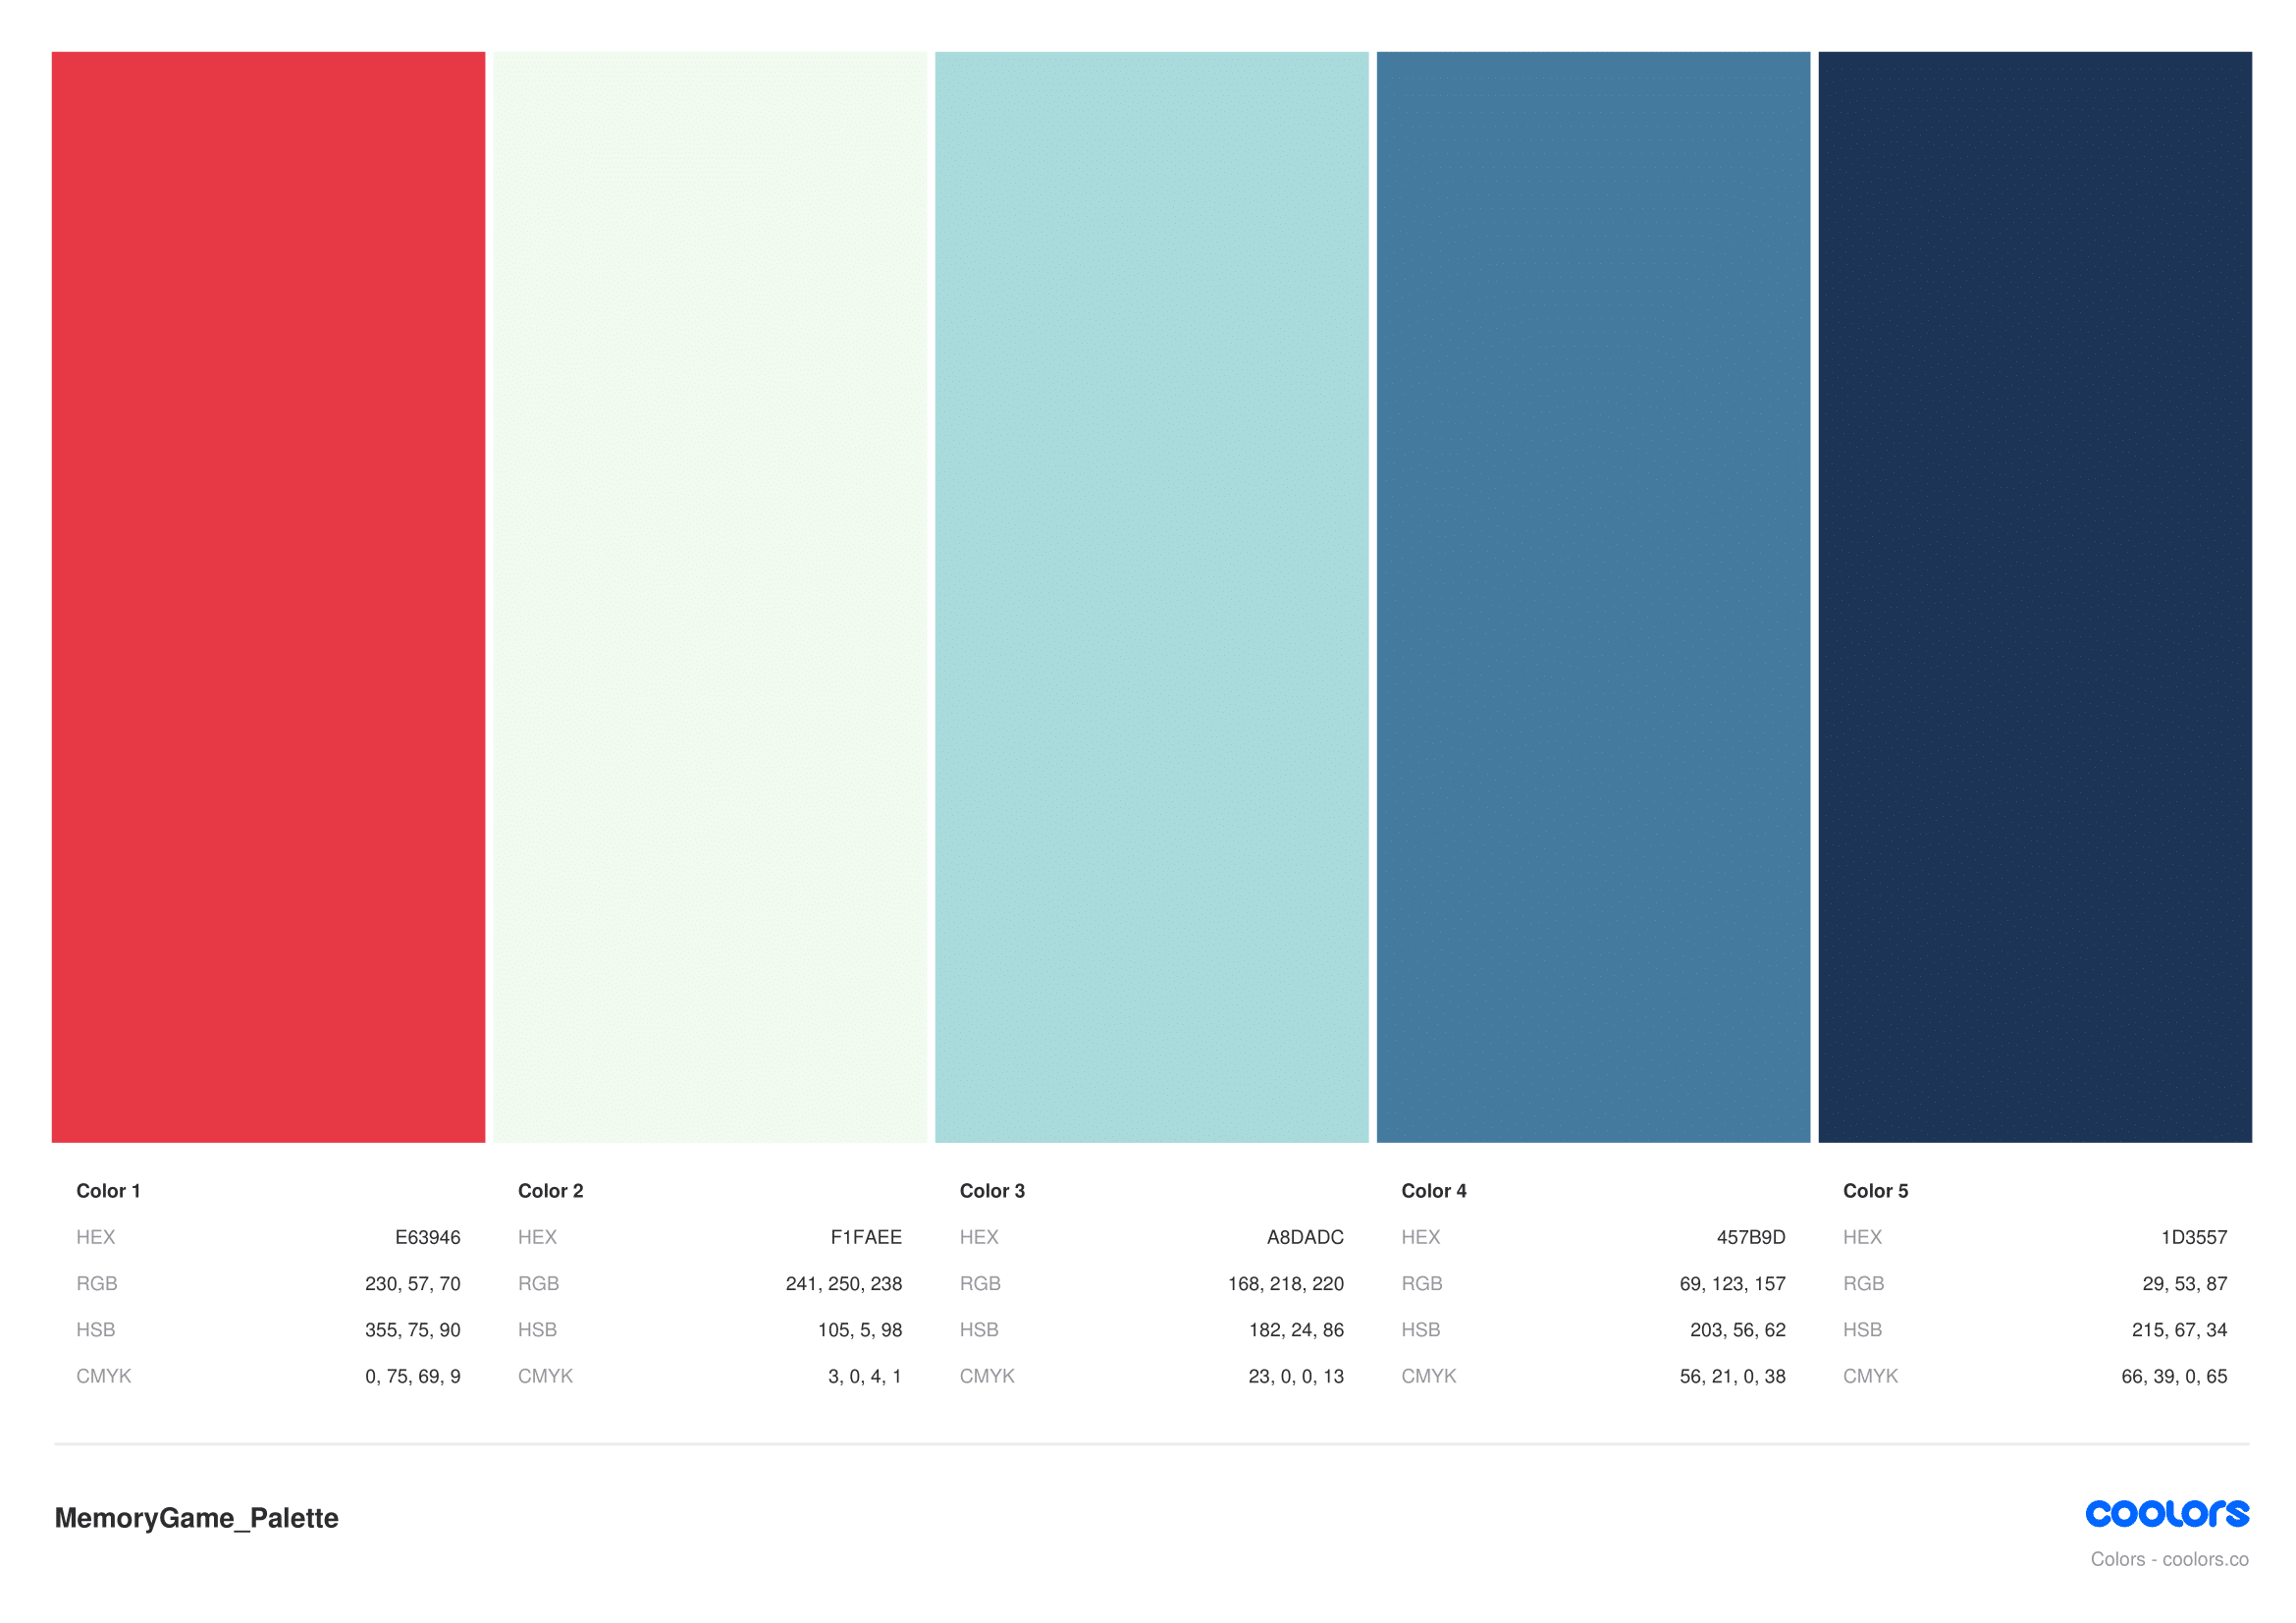 Color 1
HEX E63946
RGB 230, 57, 70
HSB 355, 75, 90
CMYK 0, 75, 69, 9
Color 2
HEX F1FAEE
RGB 241, 250, 238
HSB 105, 5, 98
CMYK 3, 0, 4, 1
Color 3
HEX A8DADC
RGB 168, 218, 220
HSB 182, 24, 86
CMYK 23, 0, 0, 13
Color 4
HEX 457B9D
RGB 69, 123, 157
HSB 203, 56, 62
CMYK 56, 21, 0, 38
Color 5
HEX 1D3557
RGB 29, 53, 87
HSB 215, 67, 34
CMYK 66, 39, 0, 65
MemoryGame_Palette
coolors
Colors - coolors.co